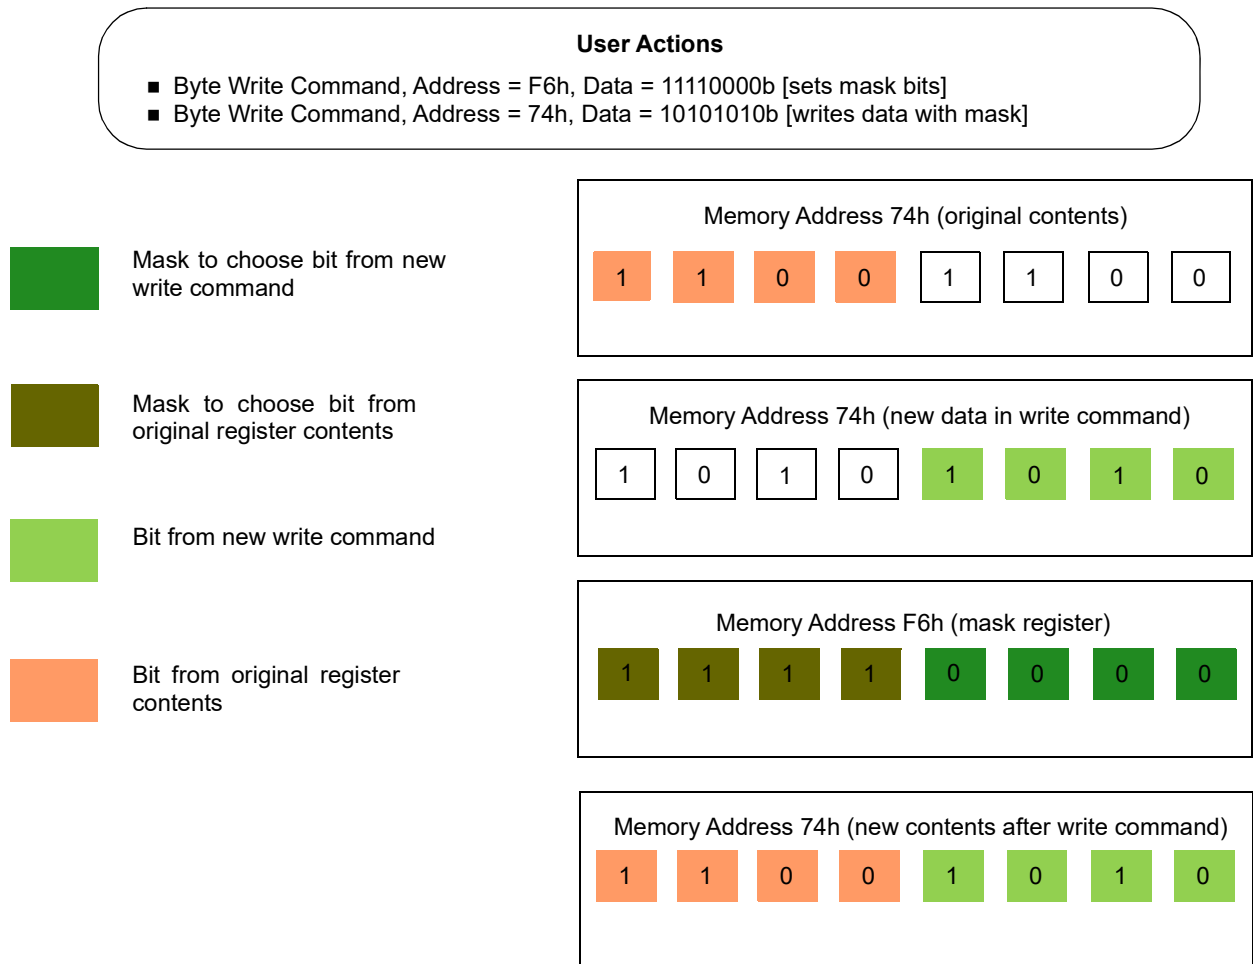 User Actions
■ Byte Write Command, Address = F6h, Data = 11110000b [sets mask bits]
■ Byte Write Command, Address = 74h, Data = 10101010b [writes data with mask]
Mask to choose bit from new
write command
Mask to choose bit from
original register contents
Bit from new write command
Bit from original register
contents
Memory Address 74h (original contents)
1 1 0 0 1 1 0 0
Memory Address 74h (new data in write command)
1 0 1 0 1 0 1 0
Memory Address F6h (mask register)
1 1 1 1 0 0 0 0
Memory Address 74h (new contents after write command)
1 1 0 0 1 0 1 0